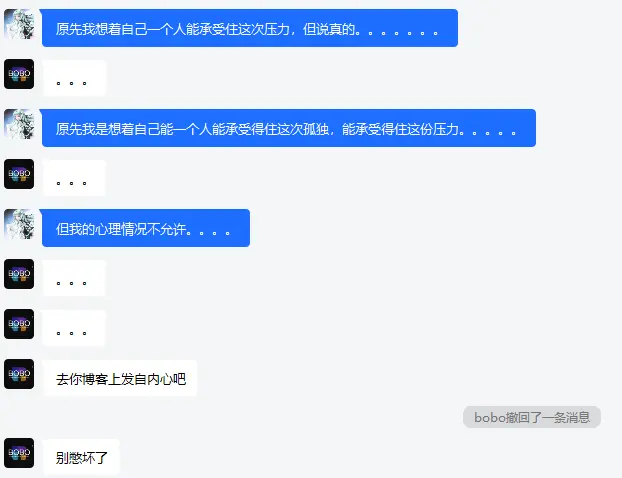 原先我想着自己一个人能承受住这次压力，但说真的。。。。。。。
BOBO
。。。
原先我是想着自己能一个人能承受得住这次孤独，能承受得住这份压力。。。。。
BOBO
。。。
但我的心理情况不允许。。。。
BOBO
。。。
BOBO
。。。
BOBO
去你博客上发自内心吧
bobo撤回了一条消息
BOBO
别憋坏了